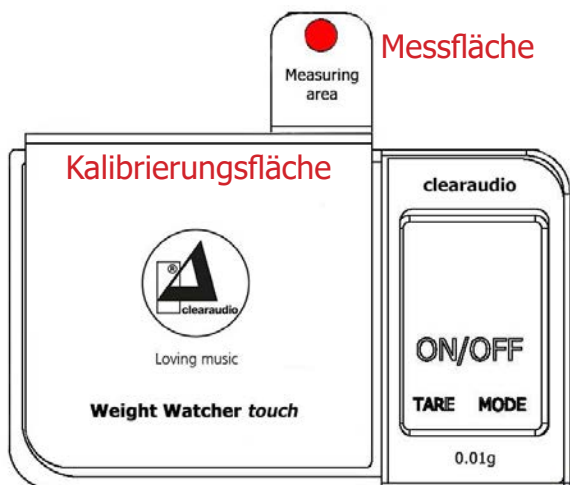 Messfläche
Measuring
area
Kalibrierungsfläche
clearaudio
®
clearaudio
Loving music
ON/OFF
Weight Watcher touch
TARE MODE
0.01g